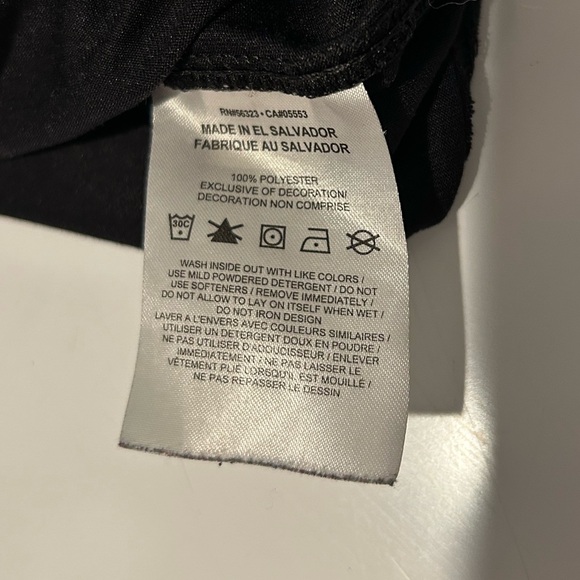 RN#56323 • CA#05553
MADE IN EL SALVADOR
FABRIQUE AU SALVADOR
100% POLYESTER
EXCLUSIVE OF DECORATION/
DECORATION NON COMPRISE
30C
WASH INSIDE OUT WITH LIKE COLORS /
USE MILD POWDERED DETERGENT / DO NOT
USE SOFTENERS / REMOVE IMMEDIATELY /
DO NOT ALLOW TO LAY ON ITSELF WHEN WET /
DO NOT IRON DESIGN
LAVER A L'ENVERS AVEC COULEURS SIMILAIRES /
UTILISER UN DETERGENT DOUX EN POUDRE /
NE PAS UTILISER D'ADOUCISSEUR / ENLEVER
IMMÉDIATEMENT / NE PAS LAISSER LE
VÊTEMENT PLIÉ LORSQU'IL EST MOUILLÉ /
NE PAS REPASSER LE DESSIN